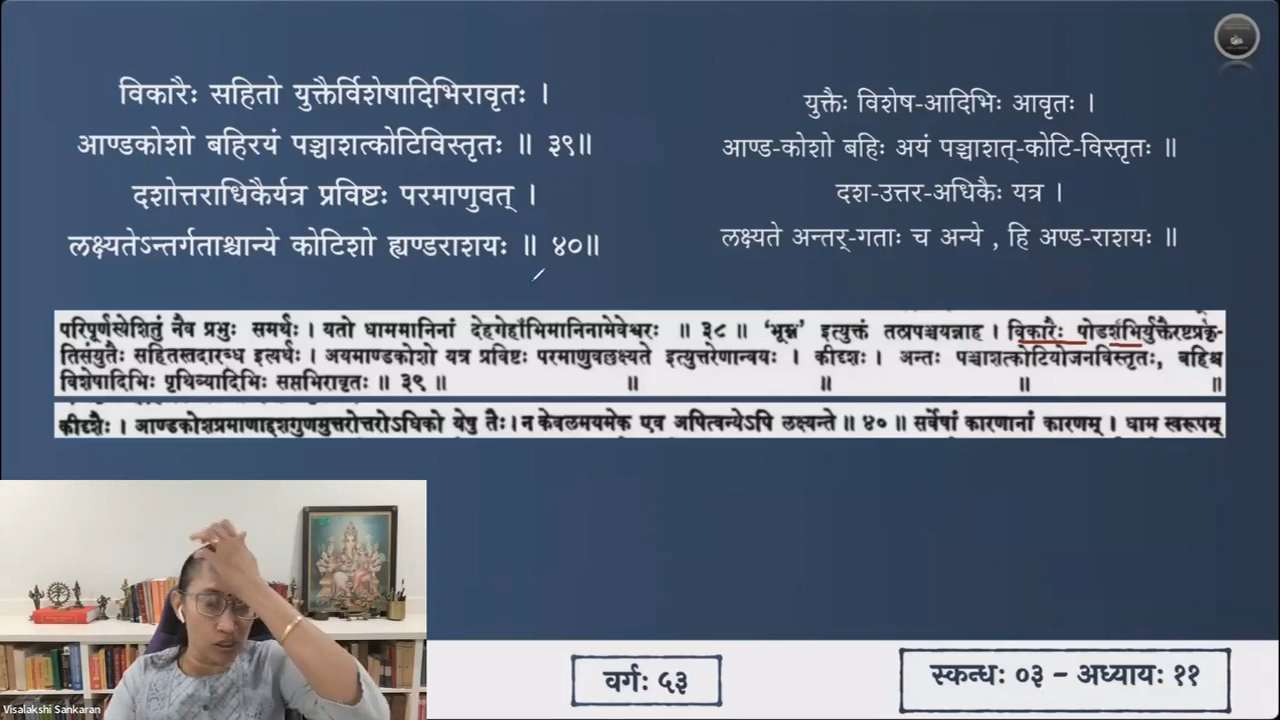 विकारैः सहितो युक्तैर्विशेषादिभिरावृतः ।
आण्डकोशो बहिरयं पञ्चाशत्कोटिविस्तृतः ॥ ३९॥
दशोत्तराधिकैर्यत्र प्रविष्टः परमाणुवत् ।
लक्ष्यतेऽन्तर्गताश्चान्ये कोटिशो ह्यण्डराशयः ॥ ४०॥
युक्तैः विशेष-आदिभिः आवृतः ।
आण्ड-कोशो बहिः अयं पञ्चाशत्-कोटि-विस्तृतः ॥
दश-उत्तर-अधिकैः यत्र ।
लक्ष्यते अन्तर्-गताः च अन्ये , हि अण्ड-राशयः ॥
परिपूर्णस्येशितुं नैव प्रभुः समर्थः । यतो धाममानिनां देहगेहाभिमानिनामेवेश्वरः ॥ ३८ ॥ ‘भूम्नः’ इत्युक्तं तत्प्रपञ्चयन्नाह । विकारैः षोडशभिर्युक्तैरष्टप्रकृ-
तिसंयुतैः सहितस्तदारब्ध इत्यर्थः । अयमाण्डकोशो यत्र प्रविष्टः परमाणुवल्लक्ष्यते इत्युत्तरेणान्वयः । कीदृशः । अन्तः पञ्चाशत्कोटियोजनविस्तृतः, बहिश्च
विशेषादिभिः पृथिव्यादिभिः सप्तभिरावृतः ॥ ३९ ॥ ॥ ॥ ॥ ॥
कीदृशैः । आण्डकोशप्रमाणाद्दशगुणमुत्तरोत्तरोऽधिको येषु तैः। न केवलमयमेक एव अपित्वन्येऽपि लक्ष्यन्ते ॥ ४० ॥ सर्वेषां कारणानां कारणम् । धाम स्वरूपम्
Visalakshi Sankaran
वर्गः ५३
स्कन्धः ०३ – अध्यायः ११